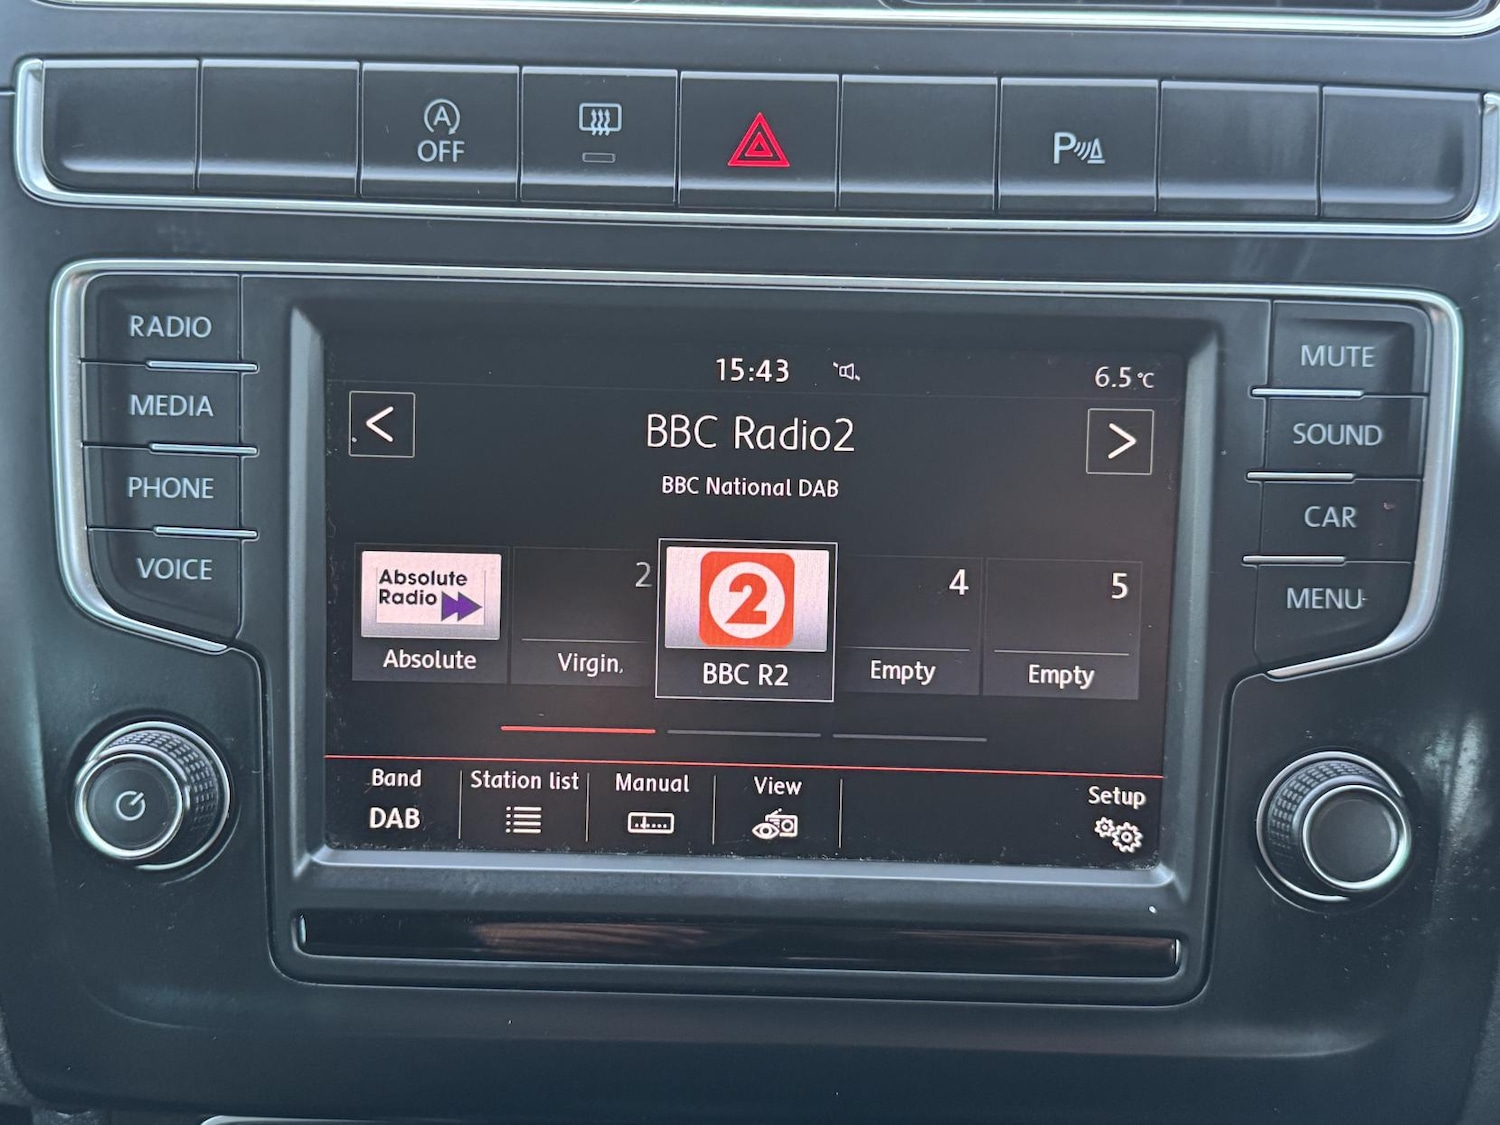 A
OFF
P
RADIO
MEDIA
PHONE
VOICE
MUTE
SOUND
CAR
MENU
15:43
6.5°C
<
BBC Radio2
>
BBC National DAB
Absolute
Radio
Absolute
2
Virgin,
2
BBC R2
4
Empty
5
Empty
Band
DAB
Station list
Manual
View
Setup